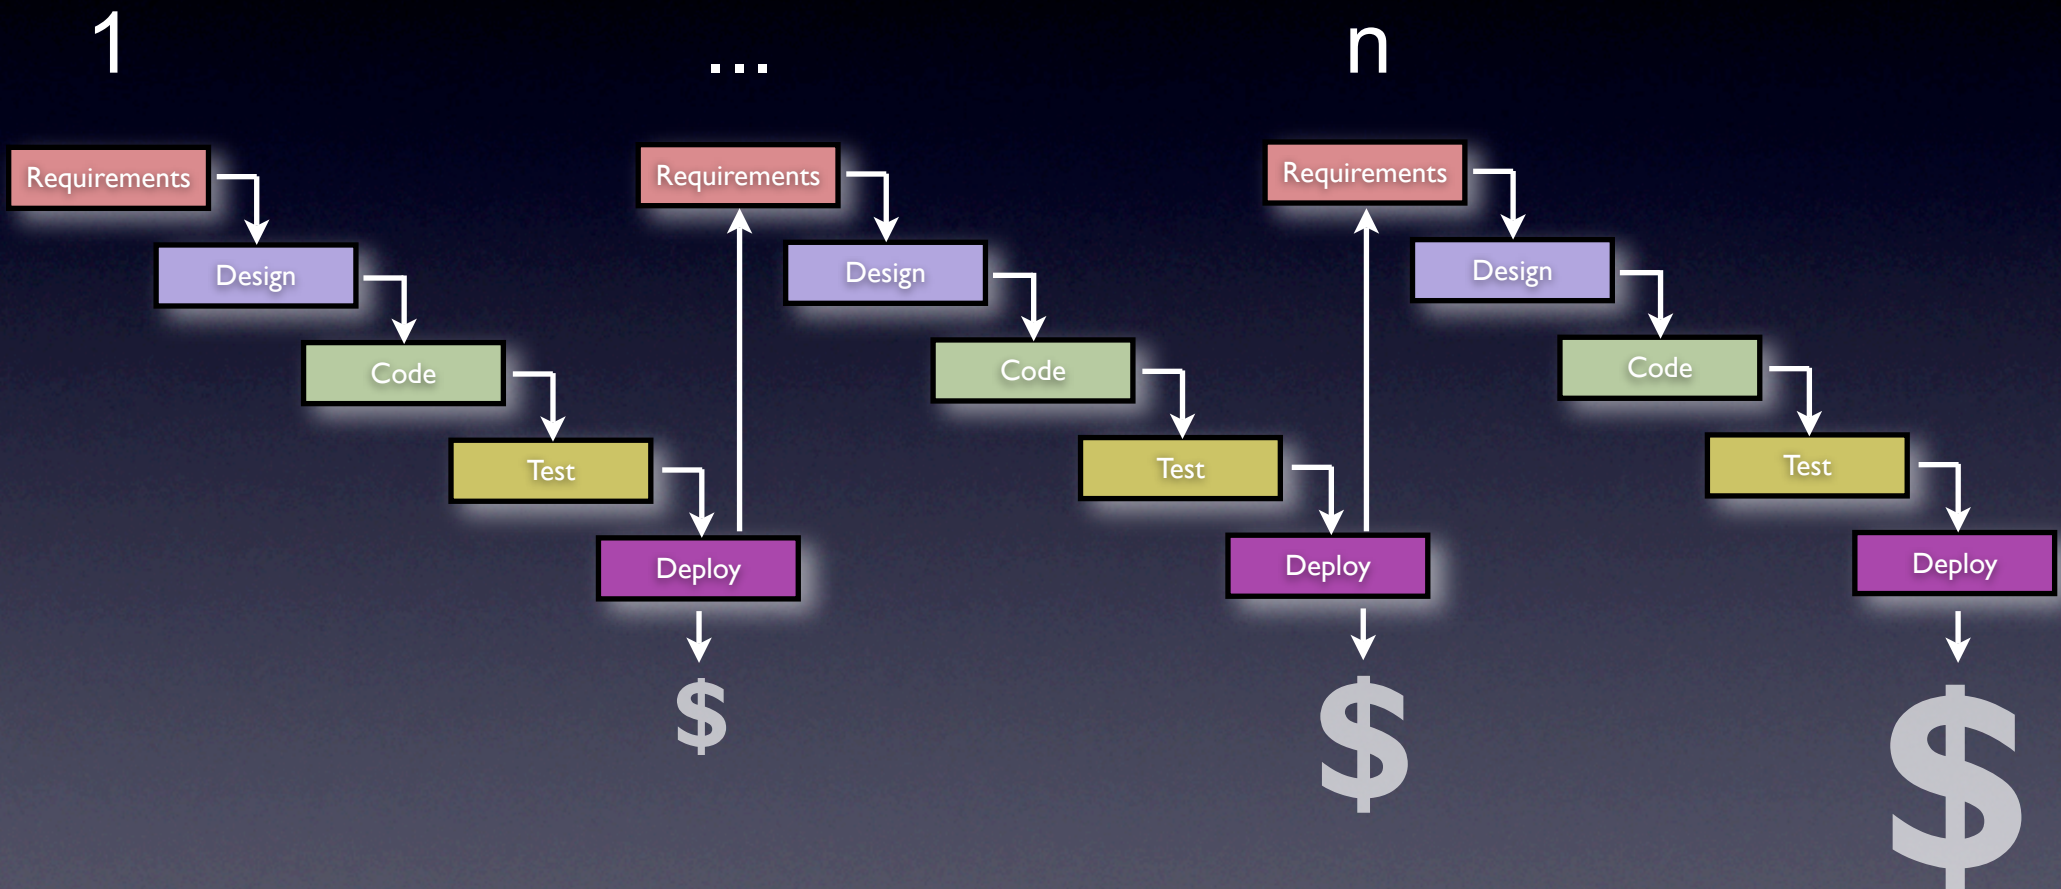 1
...
n
Requirements
Design
Code
Test
Deploy
$
Requirements
Design
Code
Test
Deploy
$
Requirements
Design
Code
Test
Deploy
$